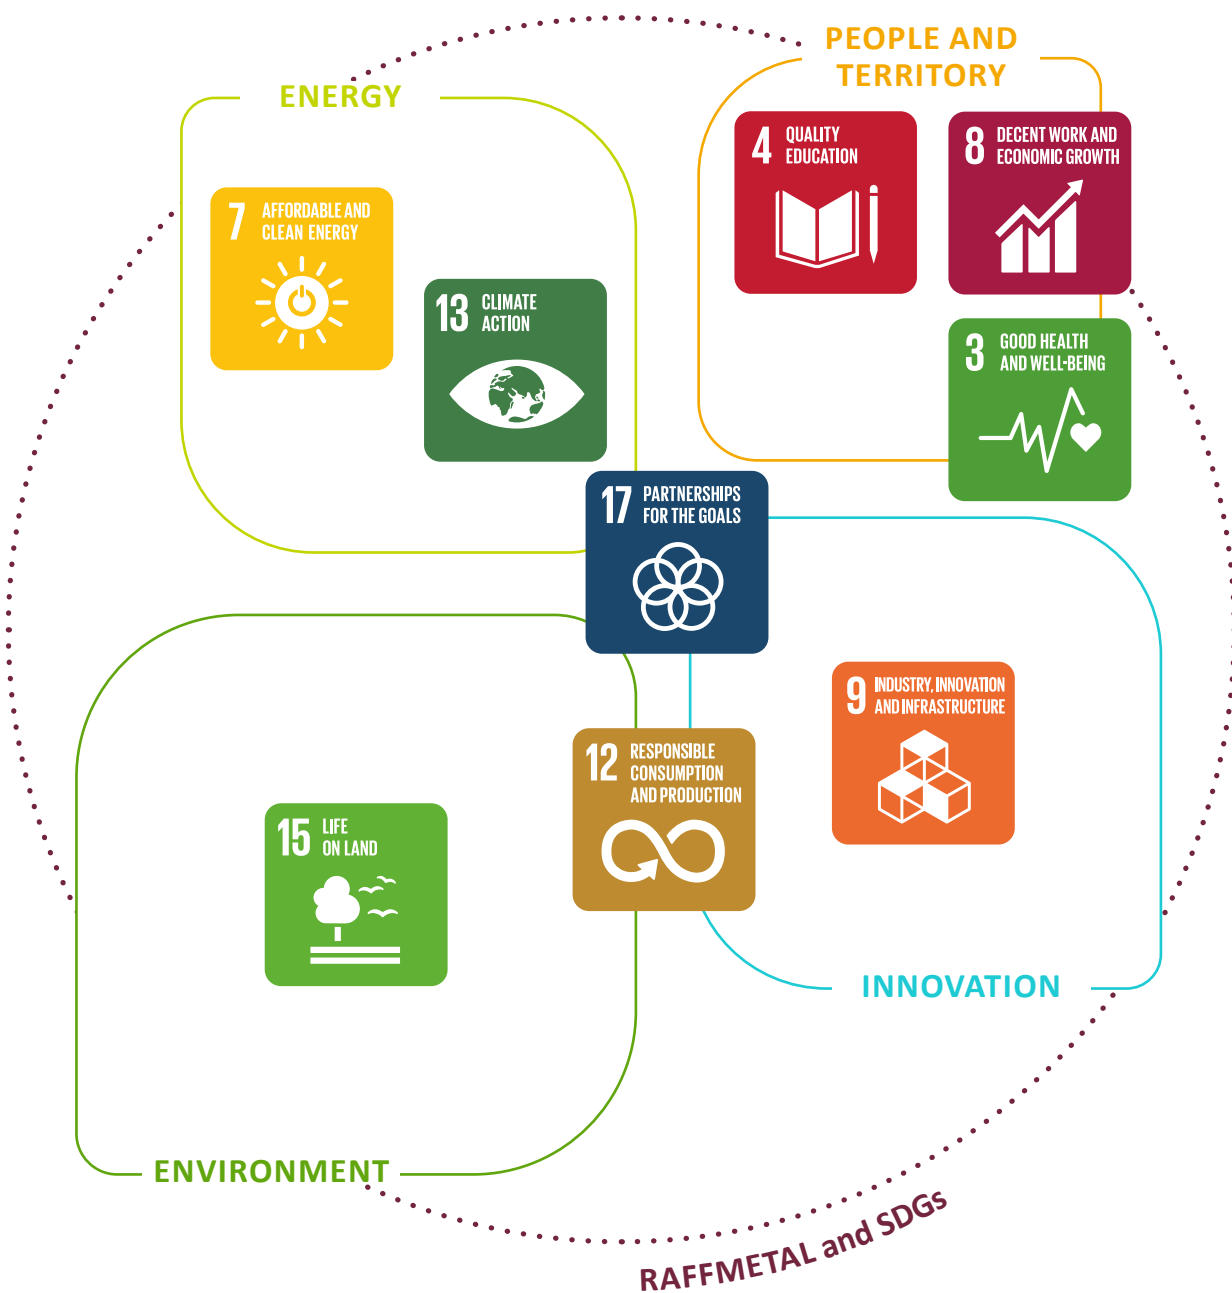 PEOPLE AND
TERRITORY
ENERGY
4 QUALITY
EDUCATION
8 DECENT WORK AND
ECONOMIC GROWTH
7 AFFORDABLE AND
CLEAN ENERGY
13 CLIMATE
ACTION
3 GOOD HEALTH
AND WELL-BEING
17 PARTNERSHIPS
FOR THE GOALS
9 INDUSTRY, INNOVATION
AND INFRASTRUCTURE
12 RESPONSIBLE
CONSUMPTION
AND PRODUCTION
15 LIFE
ON LAND
INNOVATION
ENVIRONMENT
RAFFMETAL and SDGs